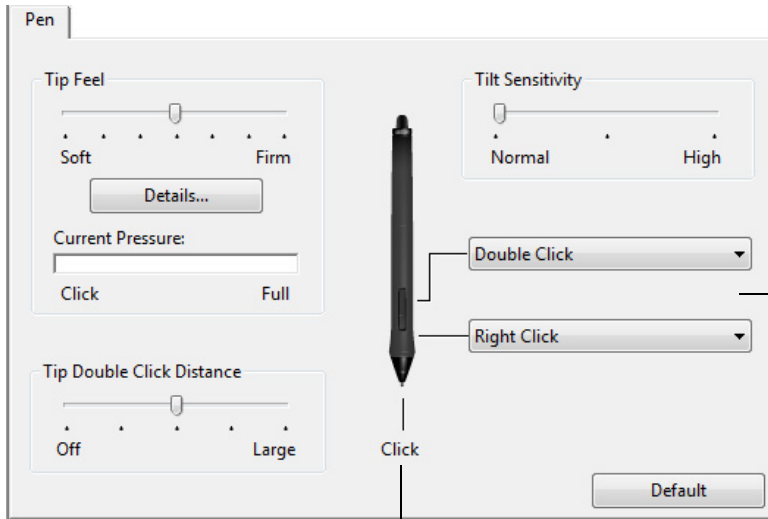 Pen
Tip Feel
Soft Firm
Details...
Current Pressure:
Click Full
Tip Double Click Distance
Off Large
Click
Tilt Sensitivity
Normal High
Double Click
Right Click
Default